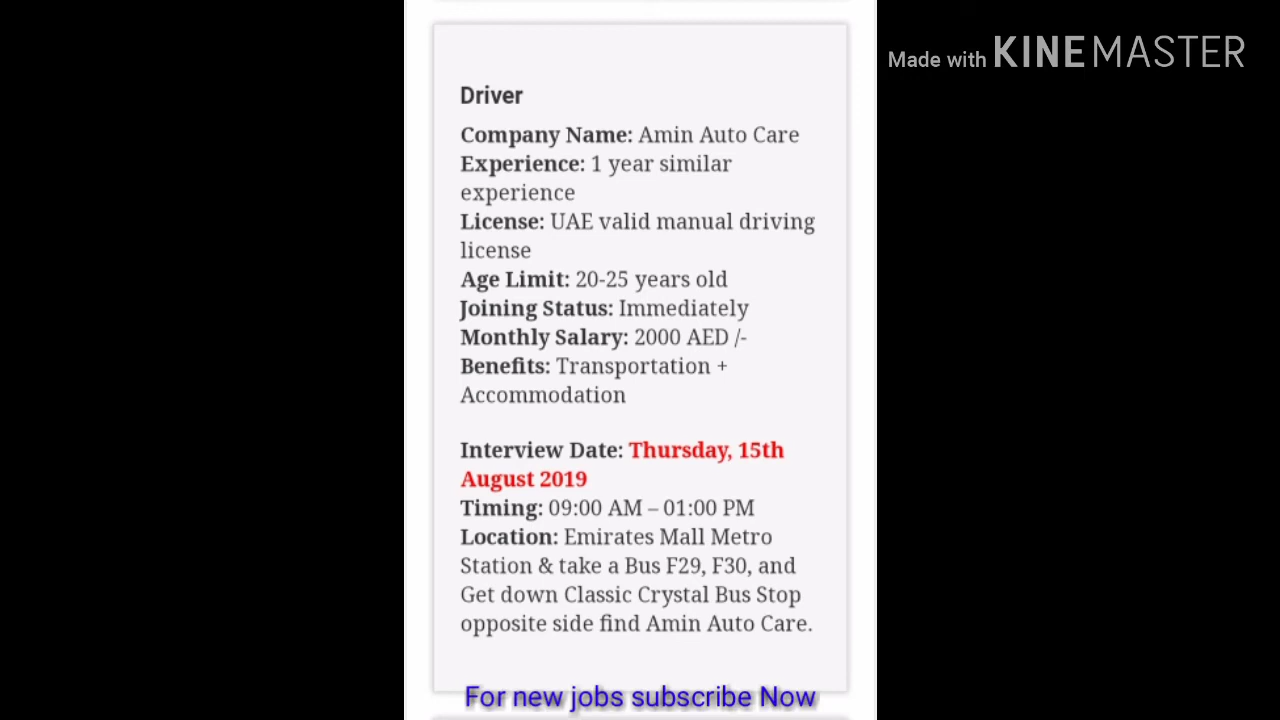 Made with KINEMASTER
Driver
Company Name: Amin Auto Care
Experience: 1 year similar
experience
License: UAE valid manual driving
license
Age Limit: 20-25 years old
Joining Status: Immediately
Monthly Salary: 2000 AED /-
Benefits: Transportation +
Accommodation
Interview Date: Thursday, 15th
August 2019
Timing: 09:00 AM – 01:00 PM
Location: Emirates Mall Metro
Station & take a Bus F29, F30, and
Get down Classic Crystal Bus Stop
opposite side find Amin Auto Care.
For new jobs subscribe Now